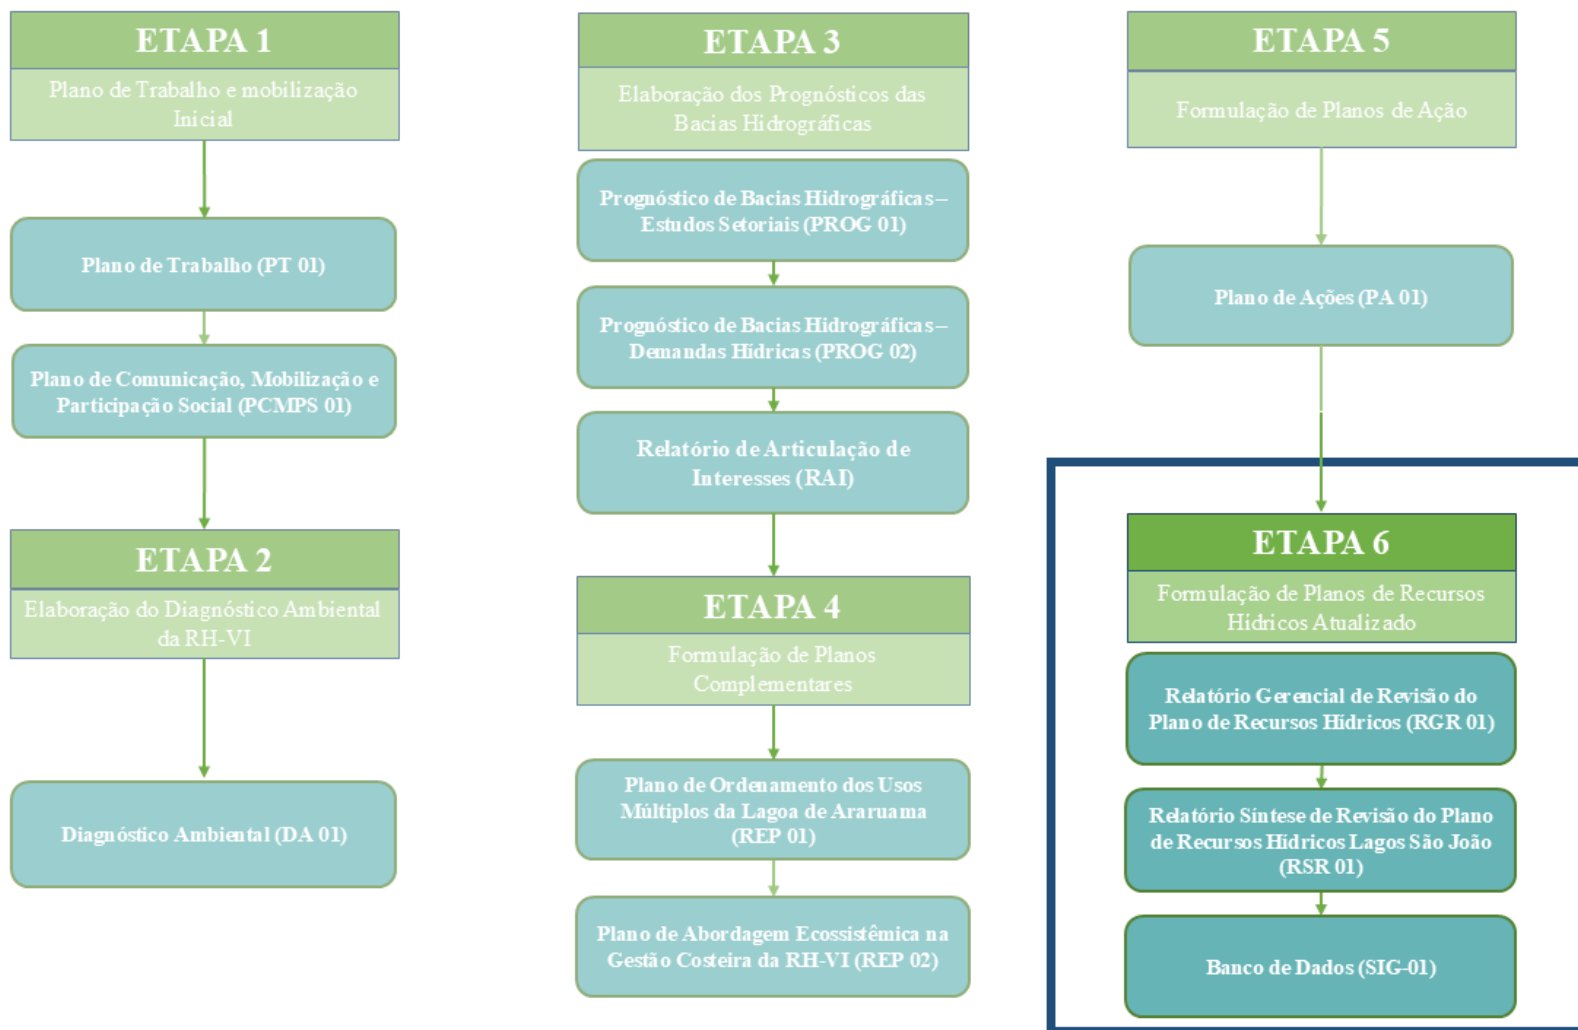 ETAPA 1
Plano de Trabalho e mobilização
Inicial
Plano de Trabalho (PT 01)
Plano de Comunicação, Mobilização e
Participação Social (PCMPS 01)
ETAPA 2
Elaboração do Diagnóstico Ambiental
da RH-VI
Diagnóstico Ambiental (DA 01)
ETAPA 3
Elaboração dos Prognósticos das
Bacias Hidrográficas
Prognóstico de Bacias Hidrográficas –
Estudos Setoriais (PROG 01)
Prognóstico de Bacias Hidrográficas –
Demandas Hídricas (PROG 02)
Relatório de Articulação de
Interesses (RAI)
ETAPA 4
Formulação de Planos
Complementares
Plano de Ordenamento dos Usos
Múltiplos da Lagoa de Araruama
(REP 01)
Plano de Abordagem Ecossistêmica na
Gestão Costeira da RH-VI (REP 02)
ETAPA 5
Formulação de Planos de Ação
Plano de Ações (PA 01)
ETAPA 6
Formulação de Planos de Recursos
Hídricos Atualizado
Relatório Gerencial de Revisão do
Plano de Recursos Hídricos (RGR 01)
Relatório Síntese de Revisão do Plano
de Recursos Hídricos Lagos São João
(RSR 01)
Banco de Dados (SIG-01)